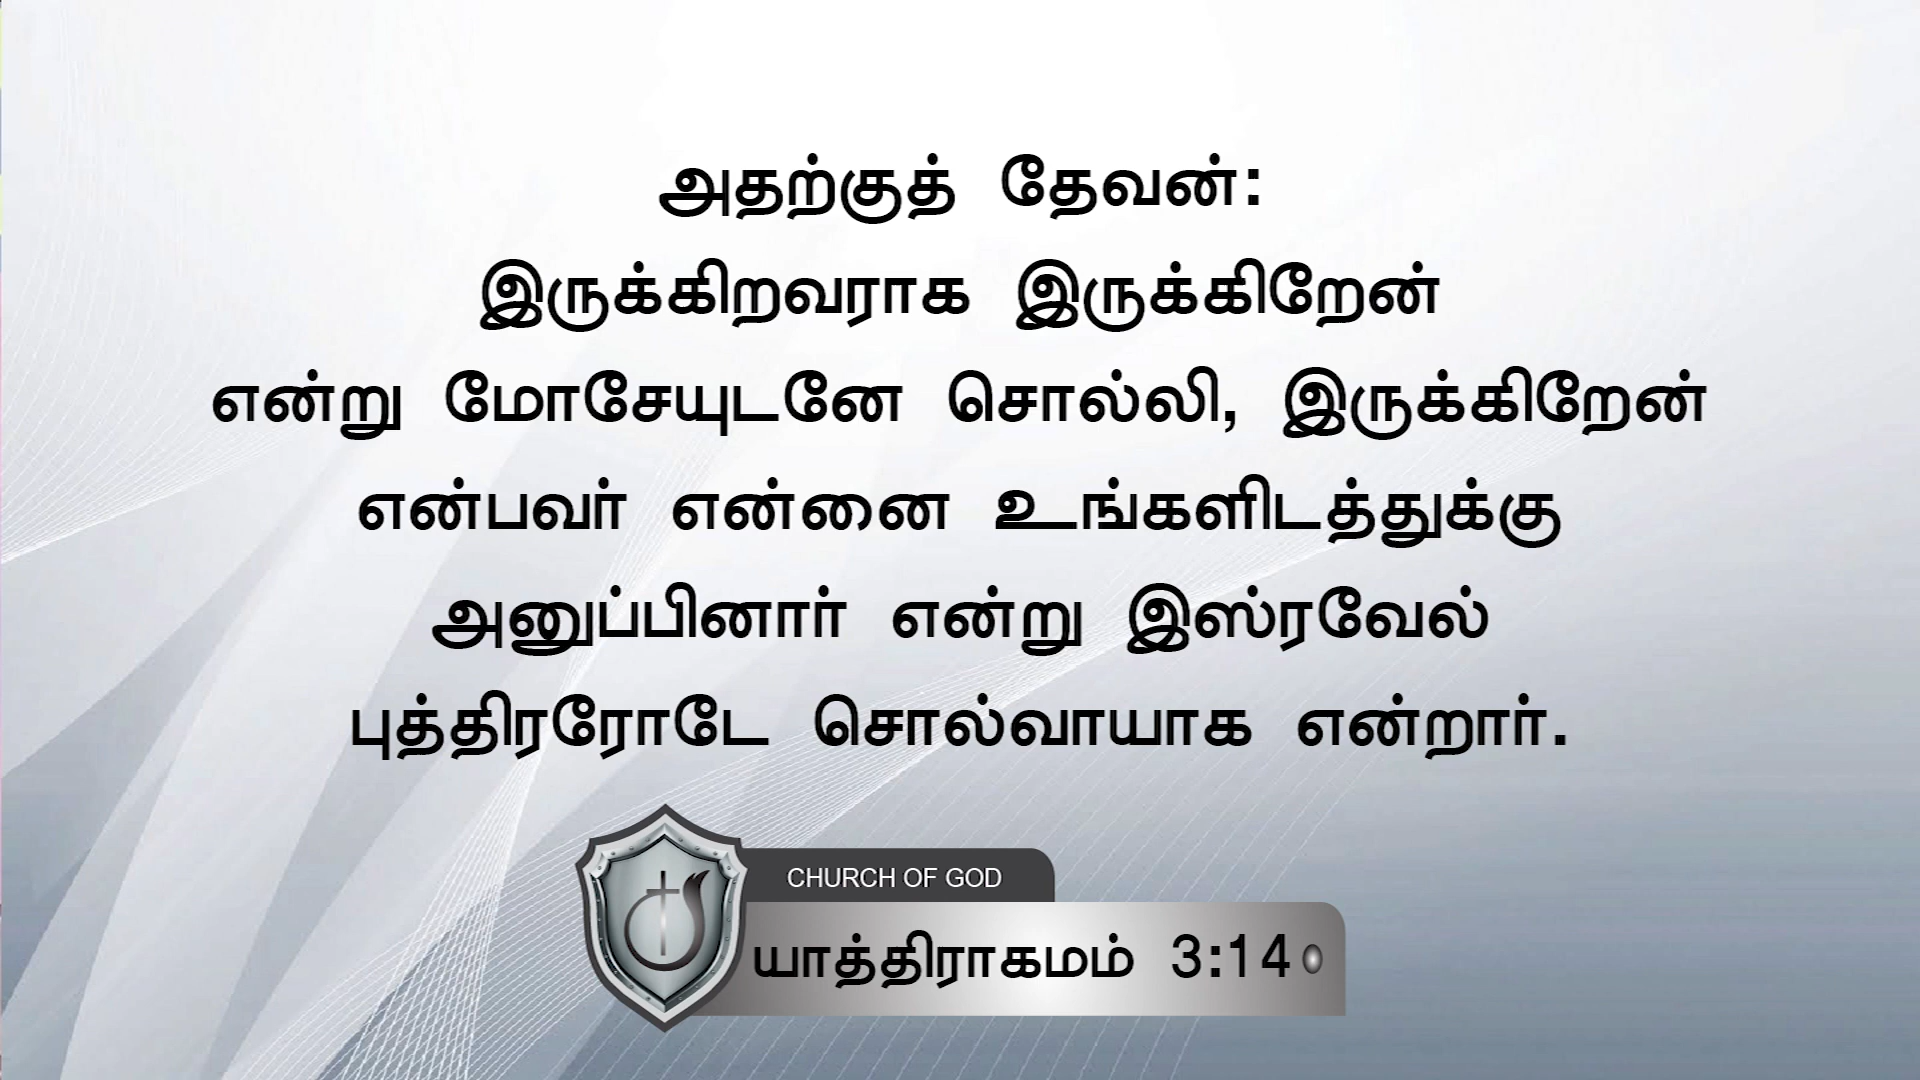 அதற்குத் தேவன்:
இருக்கிறவராக இருக்கிறேன்
என்று மோசேயுடனே சொல்லி, இருக்கிறேன்
என்பவர் என்னை உங்களிடத்துக்கு
அனுப்பினார் என்று இஸ்ரவேல்
புத்திரரோடே சொல்வாயாக என்றார்.
CHURCH OF GOD
யாத்திராகமம் 3:14